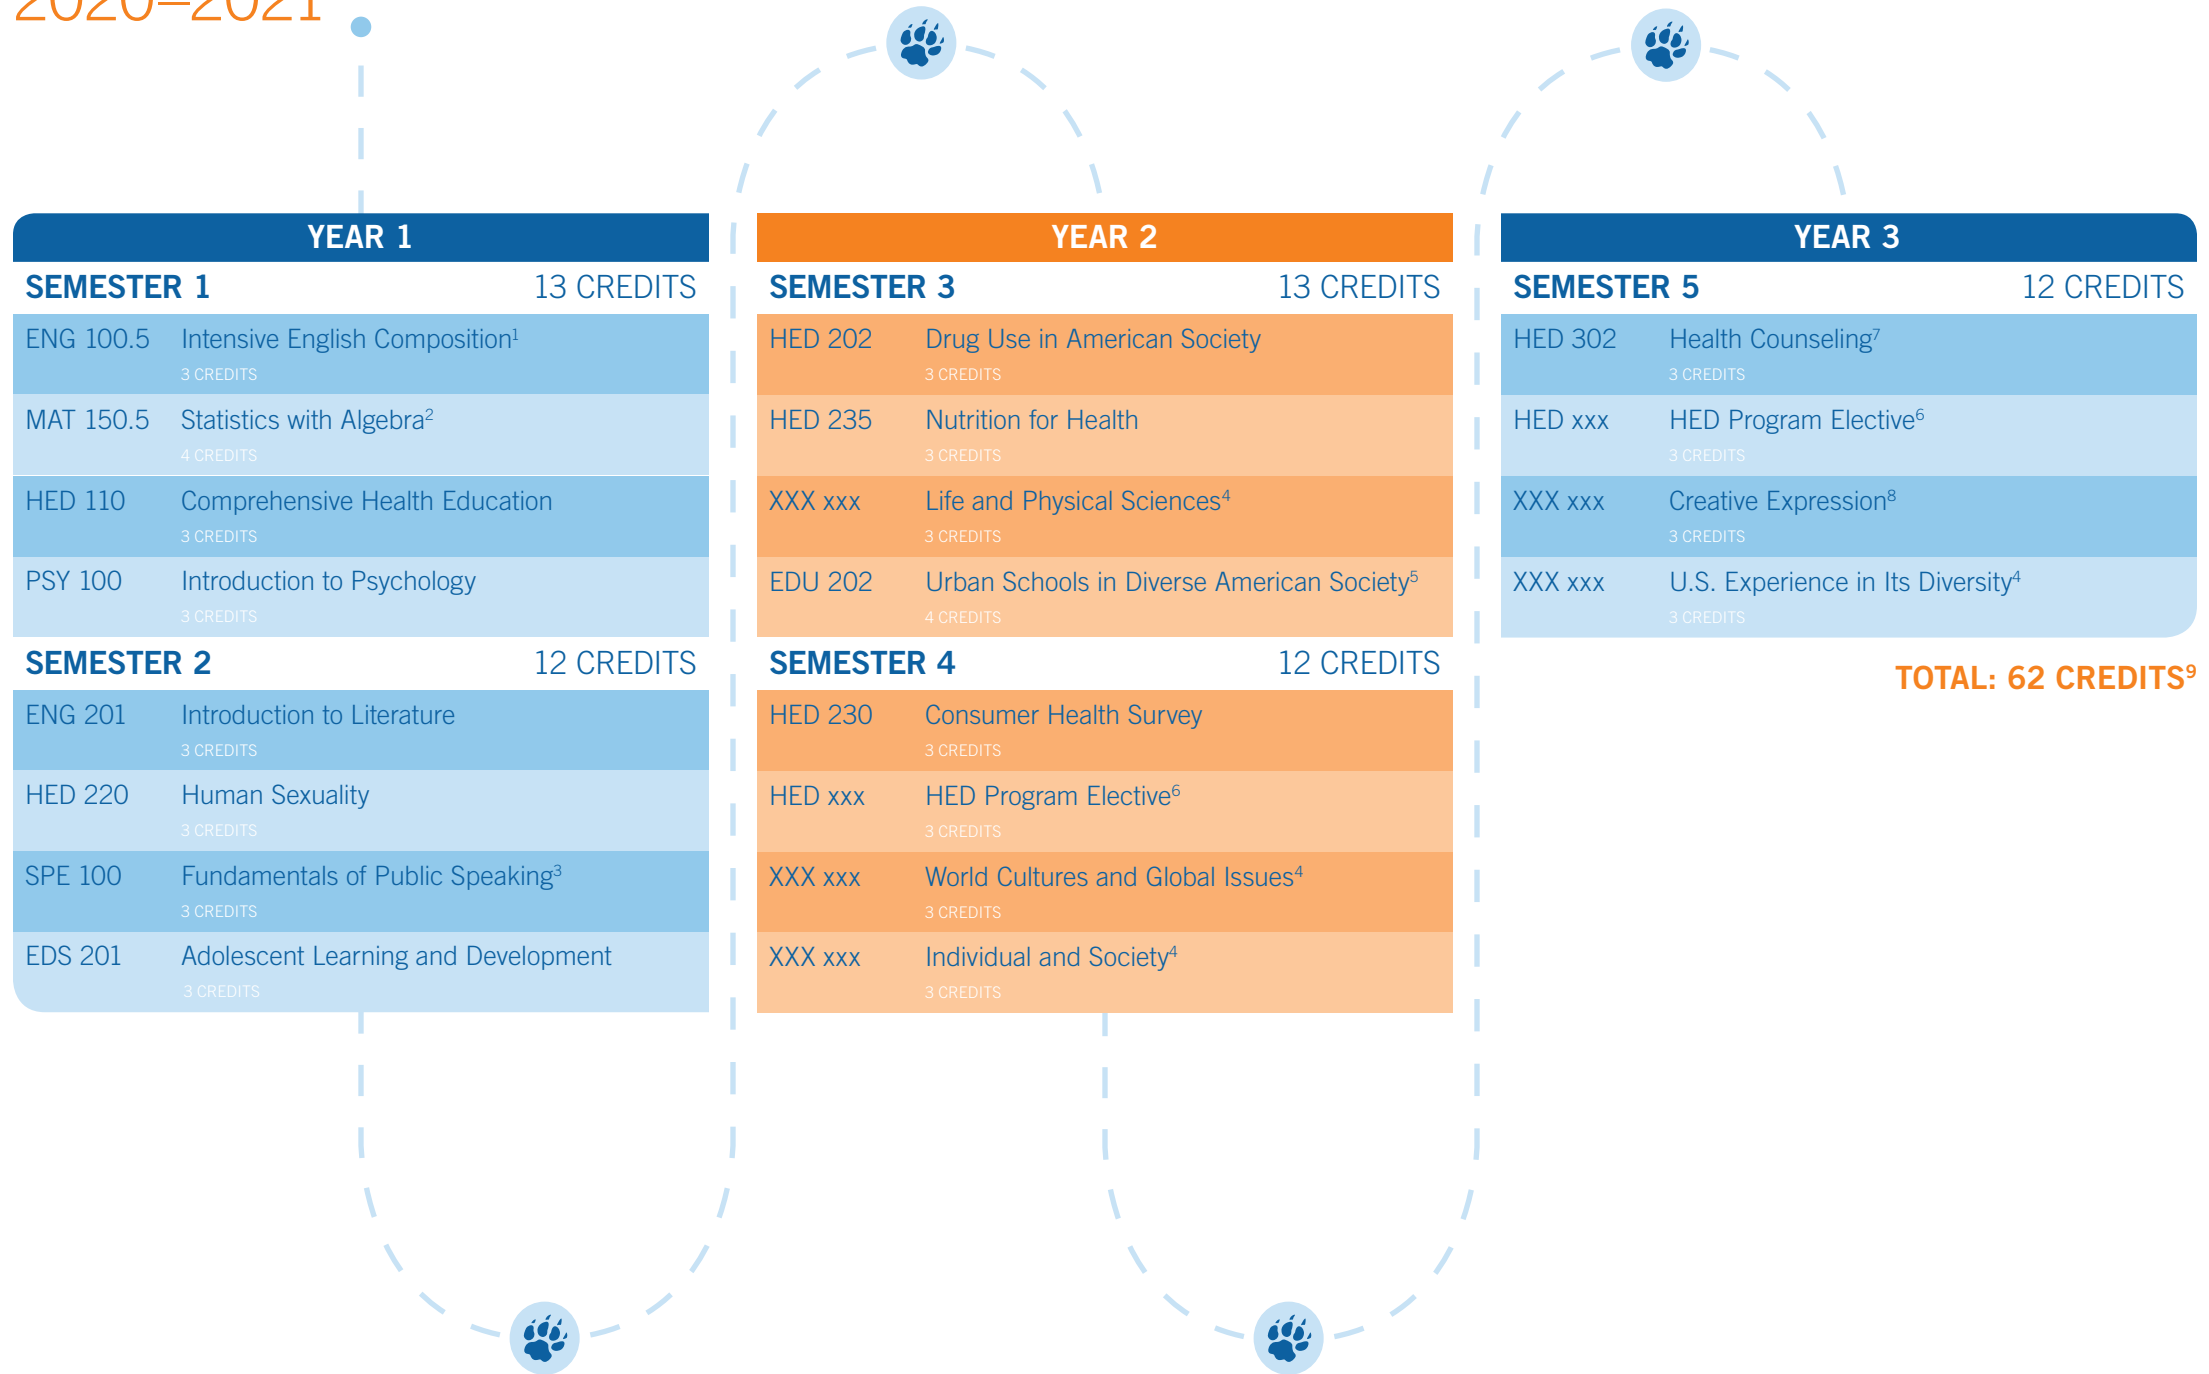 2020–2021
YEAR 1
SEMESTER 1 13 CREDITS
ENG 100.5 Intensive English Composition¹
3 CREDITS
MAT 150.5 Statistics with Algebra²
4 CREDITS
HED 110 Comprehensive Health Education
3 CREDITS
PSY 100 Introduction to Psychology
3 CREDITS
SEMESTER 2 12 CREDITS
ENG 201 Introduction to Literature
3 CREDITS
HED 220 Human Sexuality
3 CREDITS
SPE 100 Fundamentals of Public Speaking³
3 CREDITS
EDS 201 Adolescent Learning and Development
3 CREDITS
YEAR 2
SEMESTER 3 13 CREDITS
HED 202 Drug Use in American Society
3 CREDITS
HED 235 Nutrition for Health
3 CREDITS
XXX xxx Life and Physical Sciences⁴
3 CREDITS
EDU 202 Urban Schools in Diverse American Society⁵
4 CREDITS
SEMESTER 4 12 CREDITS
HED 230 Consumer Health Survey
3 CREDITS
HED xxx HED Program Elective⁶
3 CREDITS
XXX xxx World Cultures and Global Issues⁴
3 CREDITS
XXX xxx Individual and Society⁴
3 CREDITS
YEAR 3
SEMESTER 5 12 CREDITS
HED 302 Health Counseling⁷
3 CREDITS
HED xxx HED Program Elective⁶
3 CREDITS
XXX xxx Creative Expression⁸
3 CREDITS
XXX xxx U.S. Experience in Its Diversity⁴
3 CREDITS
TOTAL: 62 CREDITS⁹